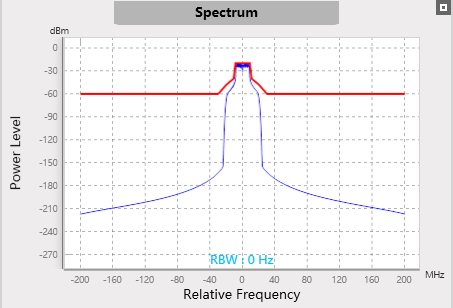 Spectrum
dBm
0
-30
-60
-90
-120
-150
-180
-210
-240
-270
Power Level
RBW : 0 Hz
-200 -160 -120 -80 -40 0 40 80 120 160 200 MHz
Relative Frequency